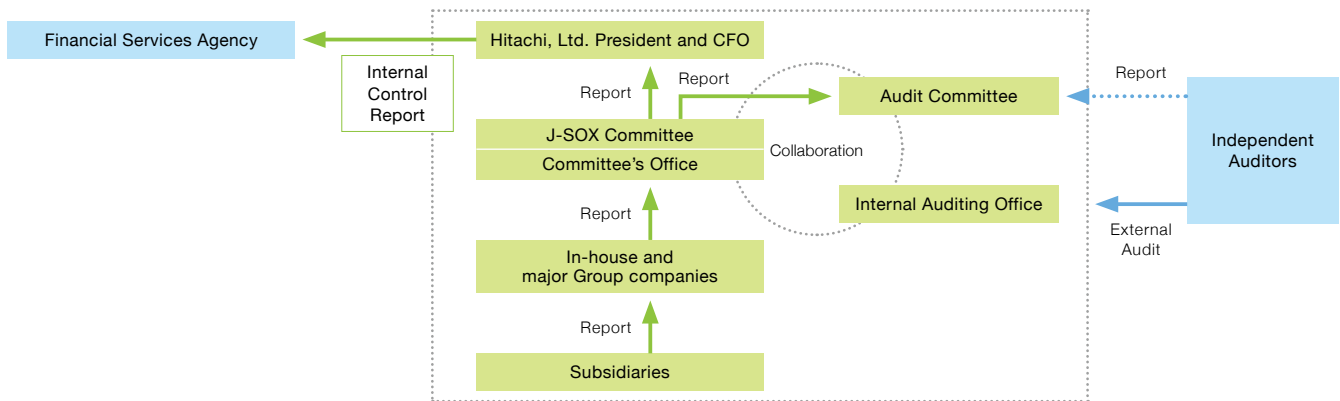 Financial Services Agency
Hitachi, Ltd. President and CFO
Internal
Control
Report
Report
Report
Audit Committee
Report
Independent
Auditors
J-SOX Committee
Committee's Office
Collaboration
Internal Auditing Office
External
Audit
Report
In-house and
major Group companies
Report
Subsidiaries